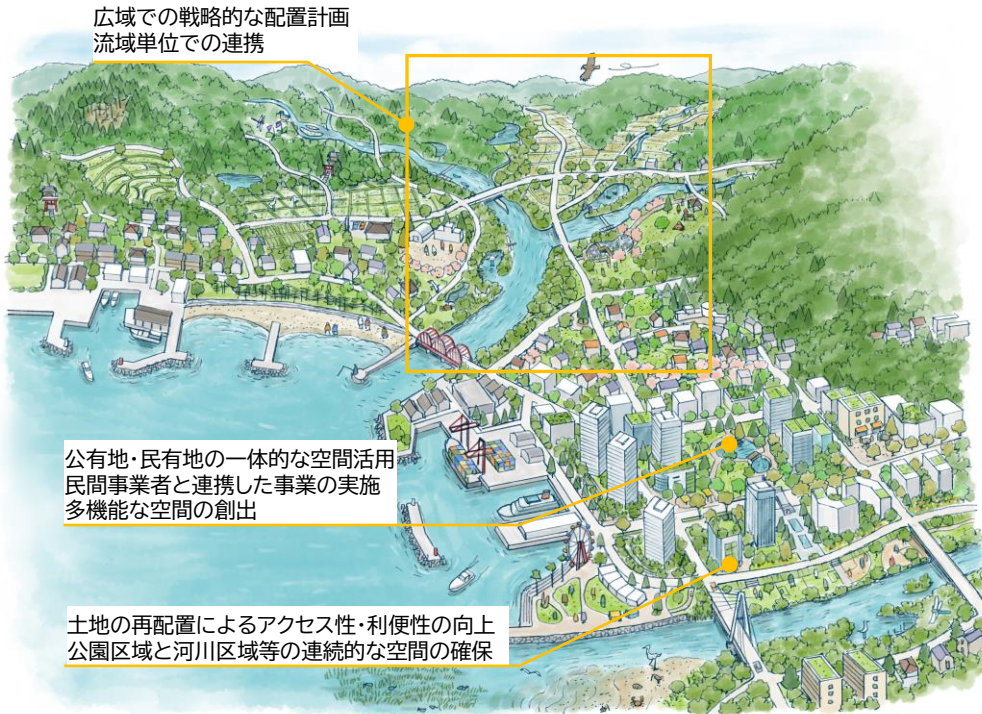 広域での戦略的な配置計画
流域単位での連携
公有地・民有地の一体的な空間活用
民間事業者と連携した事業の実施
多機能な空間の創出
土地の再配置によるアクセス性・利便性の向上
公園区域と河川区域等の連続的な空間の確保